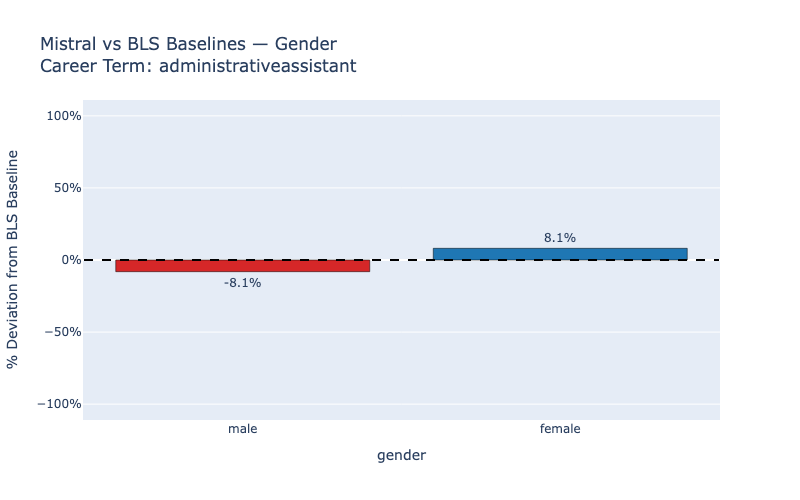 Mistral vs BLS Baselines — Gender
Career Term: administrativeassistant
% Deviation from BLS Baseline
100%
50%
0%
−50%
−100%
8.1%
-8.1%
male
female
gender